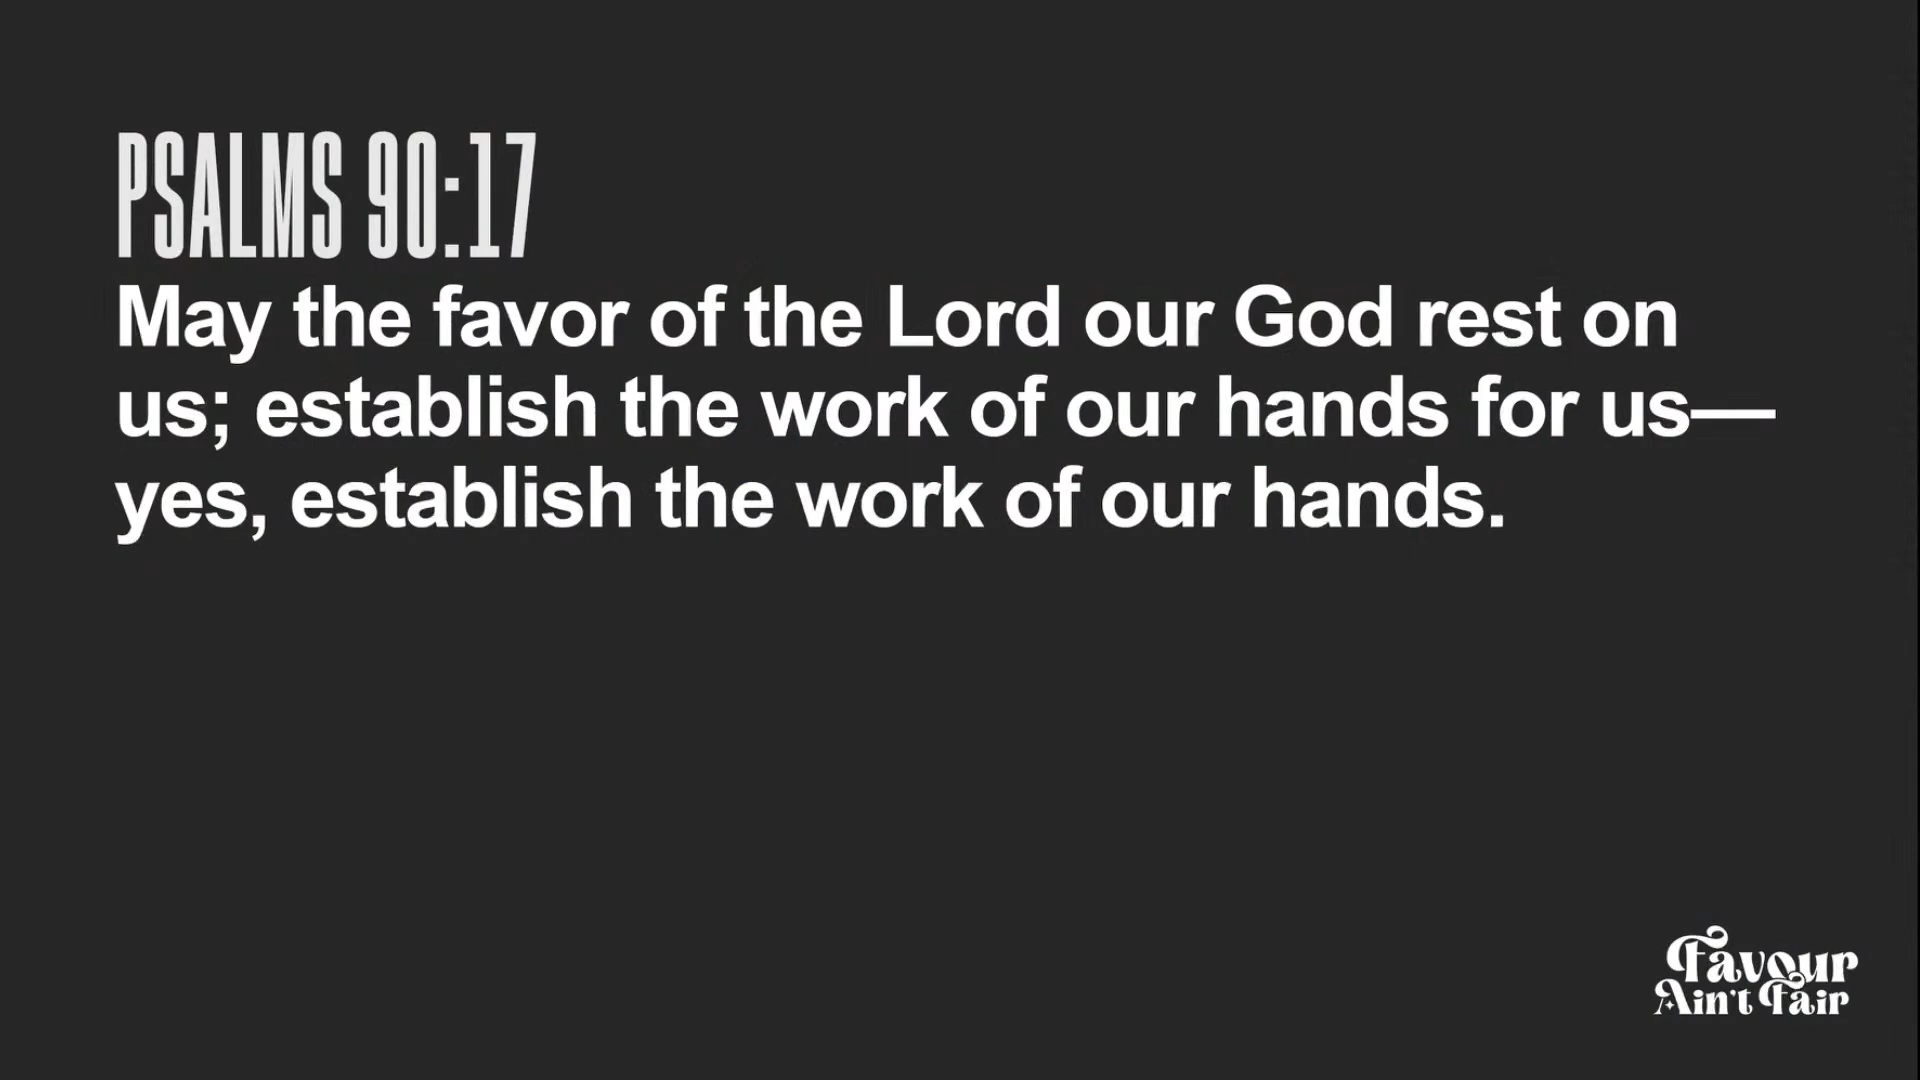 PSALMS 90:17
May the favor of the Lord our God rest on
us; establish the work of our hands for us—
yes, establish the work of our hands.
Favour
Ain't Fair